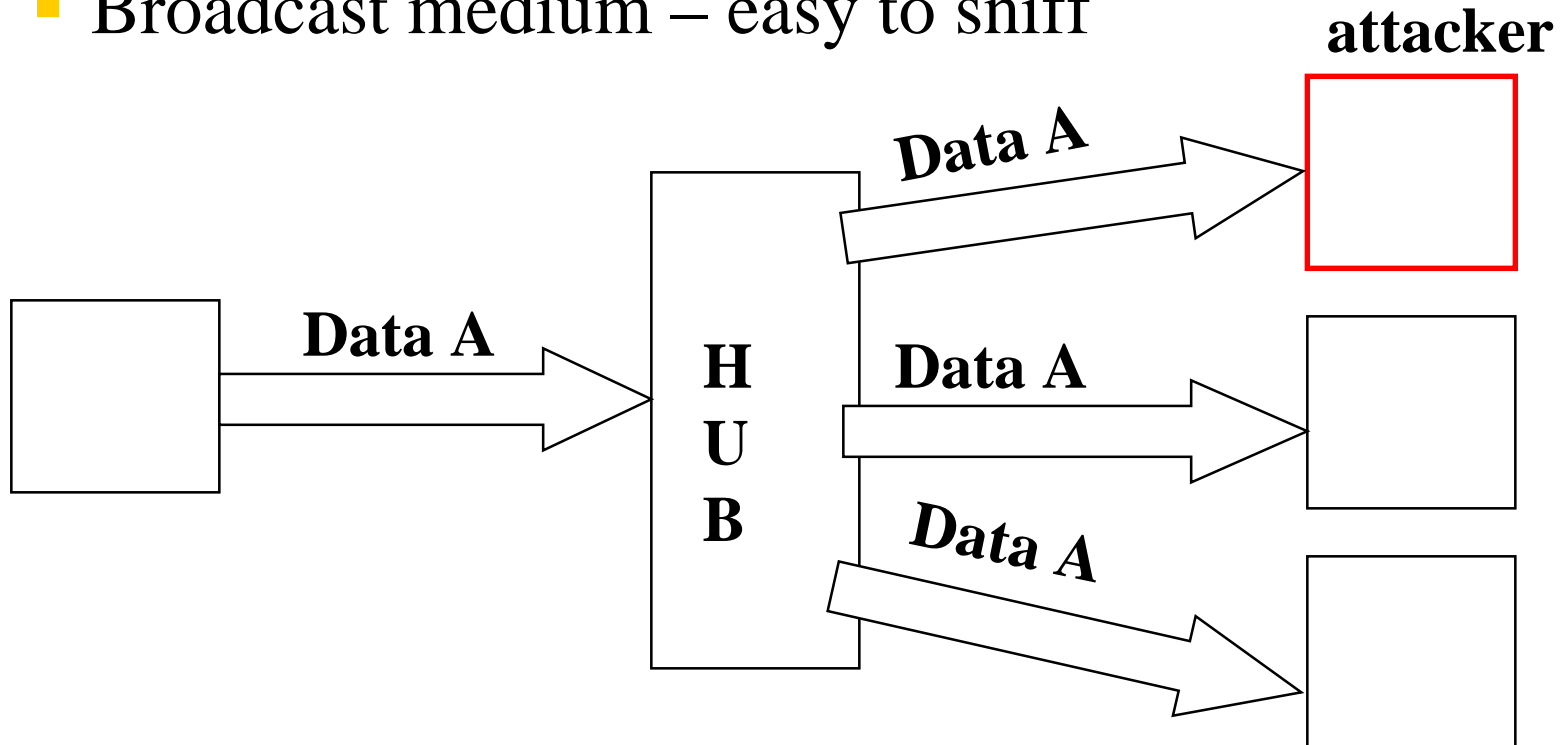 Broadcast medium – easy to sniff
attacker
Data A
Data A
H
U
B
Data A
Data A